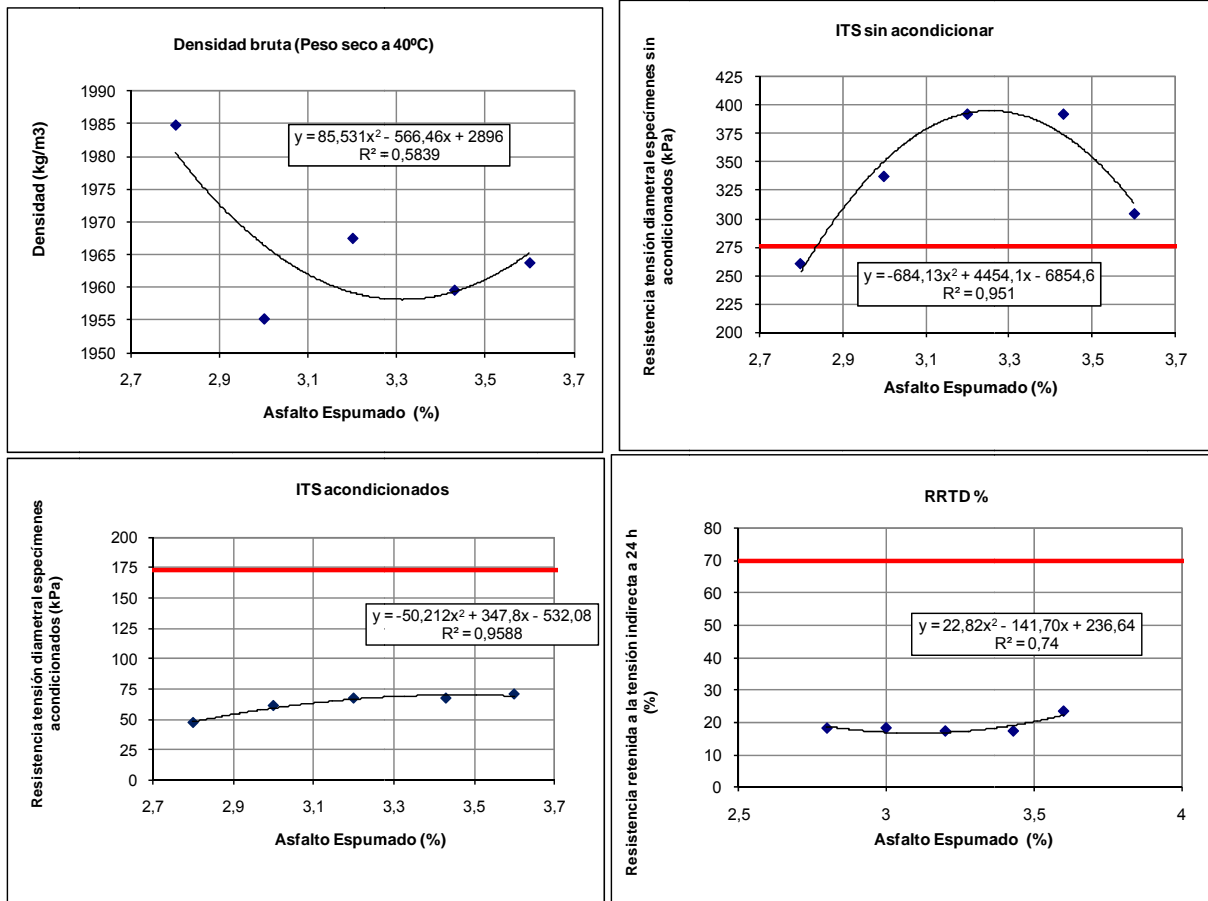 Densidad bruta (Peso seco a 40ºC)
Densidad (kg/m3)
1990
1985
1980
1975
1970
1965
1960
1955
1950
y = 85,531x² - 566,46x + 2896
R² = 0,5839
2,7 2,9 3,1 3,3 3,5 3,7
Asfalto Espumado (%)
ITS sin acondicionar
Resistencia tensión diametral especímenes sin
acondicionados (kPa)
425
400
375
350
325
300
275
250
225
200
y = -684,13x² + 4454,1x - 6854,6
R² = 0,951
2,7 2,9 3,1 3,3 3,5 3,7
Asfalto Espumado (%)
ITS acondicionados
Resistencia tensión diametral especímenes
acondicionados (kPa)
200
175
150
125
100
75
50
25
0
y = -50,212x² + 347,8x - 532,08
R² = 0,9588
2,7 2,9 3,1 3,3 3,5 3,7
Asfalto Espumado (%)
RRTD %
Resistencia retenida a la tensión indirecta a 24 h
(%)
80
70
60
50
40
30
20
10
0
y = 22,82x² - 141,70x + 236,64
R² = 0,74
2,5 3 3,5 4
Asfalto Espumado (%)